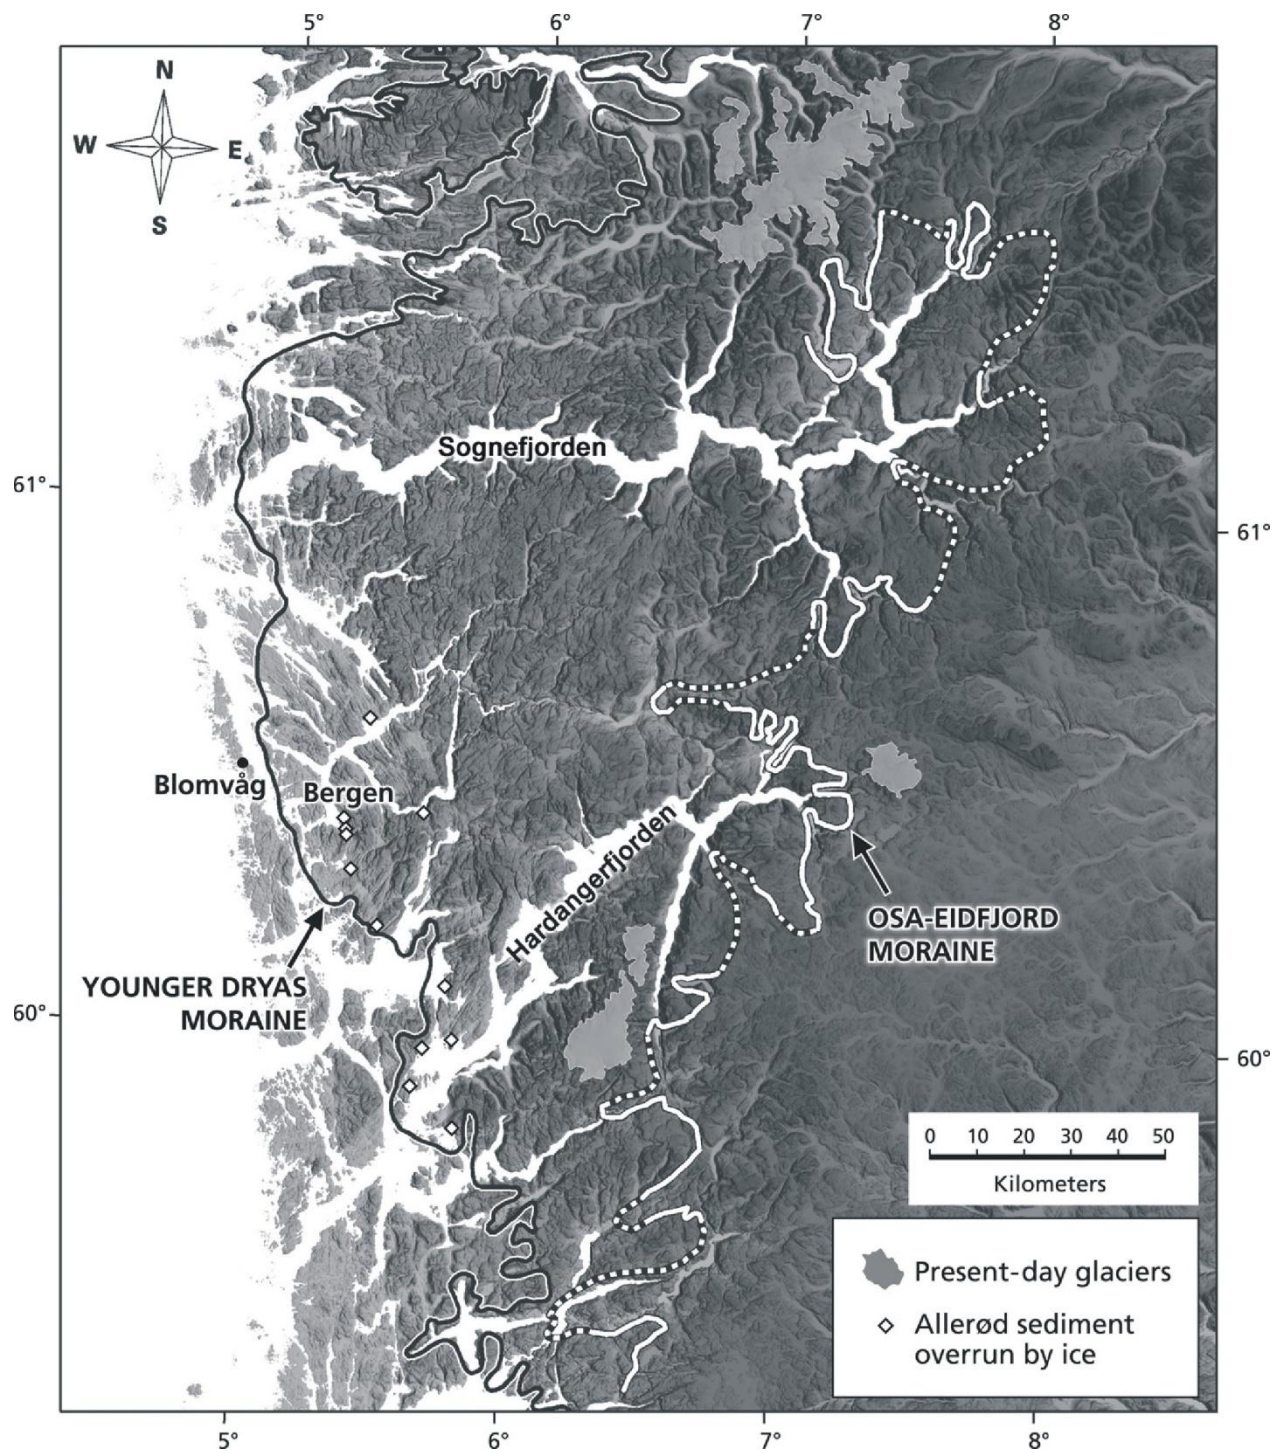 5° 6° 7° 8°
N
W E
S
Sognefjorden
61°
61°
Blomvåg
Bergen
Hardangerfjorden
OSA-EIDFJORD
MORAINE
YOUNGER DRYAS
MORAINE
60°
60°
0 10 20 30 40 50
Kilometers
Present-day glaciers
Allerød sediment
overrun by ice
5° 6° 7° 8°